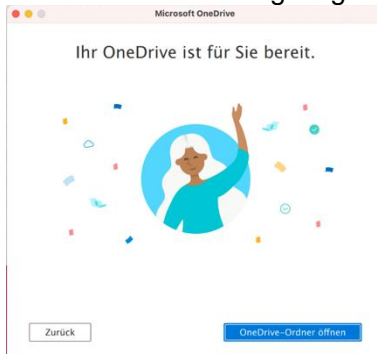 Microsoft OneDrive
Ihr OneDrive ist für Sie bereit.
Zurück
OneDrive-Ordner öffnen